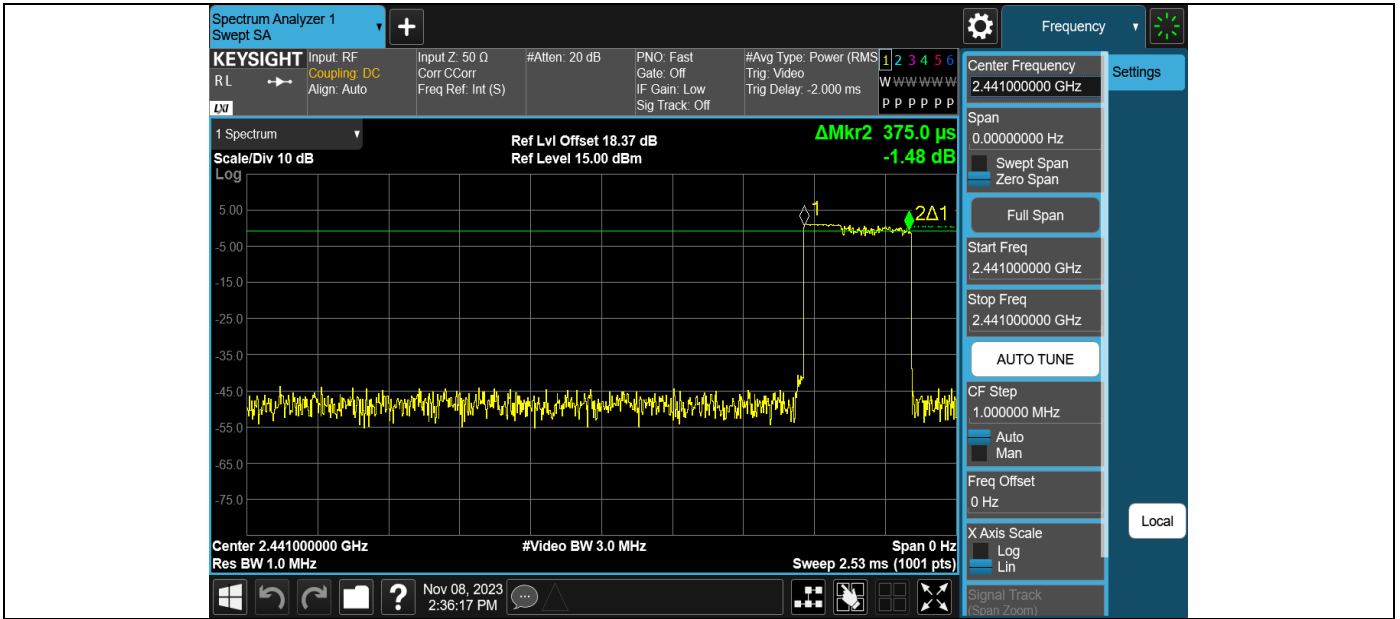 Spectrum Analyzer 1
Swept SA
Frequency
KEYSIGHT
R L
LXI
Input: RF
Coupling: DC
Align: Auto
Input Z: 50 Ω
Corr CCorr
Freq Ref: Int (S)
#Atten: 20 dB
PNO: Fast
Gate: Off
IF Gain: Low
Sig Track: Off
#Avg Type: Power (RMS
Trig: Video
Trig Delay: -2.000 ms
1 2 3 4 5 6
W W W W W W
P P P P P P
1 Spectrum
Scale/Div 10 dB
Log
Ref Lvl Offset 18.37 dB
Ref Level 15.00 dBm
ΔMkr2 375.0 µs
-1.48 dB
5.00
-5.00
-15.0
-25.0
-35.0
-45.0
-55.0
-65.0
-75.0
1
2Δ1
Center 2.441000000 GHz
Res BW 1.0 MHz
#Video BW 3.0 MHz
Span 0 Hz
Sweep 2.53 ms (1001 pts)
Center Frequency
2.441000000 GHz
Span
0.00000000 Hz
Swept Span
Zero Span
Full Span
Start Freq
2.441000000 GHz
Stop Freq
2.441000000 GHz
AUTO TUNE
CF Step
1.000000 MHz
Auto
Man
Freq Offset
0 Hz
X Axis Scale
Log
Lin
Signal Track
(Span Zoom)
Settings
Local
?
Nov 08, 2023
2:36:17 PM